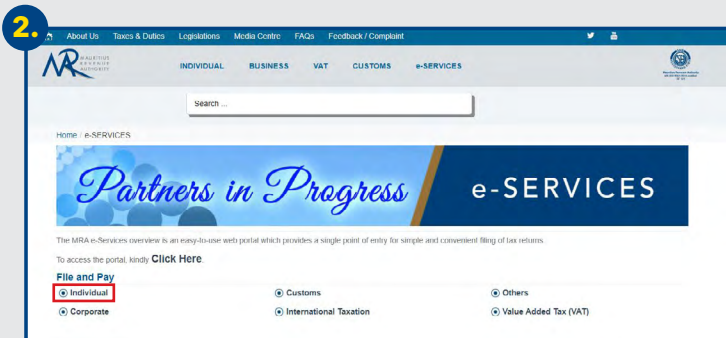 2.
About Us Taxes & Duties Legislations Media Centre FAQs Feedback / Complaint
MAURITIUS
REVENUE
AUTHORITY
INDIVIDUAL BUSINESS VAT CUSTOMS e-SERVICES
Search ...
Home / e-SERVICES
Partners in Progress e-SERVICES
The MRA e-Services overview is an easy-to-use web portal which provides a single point of entry for simple and convenient filing of tax returns.
To access the portal, kindly Click Here.
File and Pay
Individual Customs Others
Corporate International Taxation Value Added Tax (VAT)